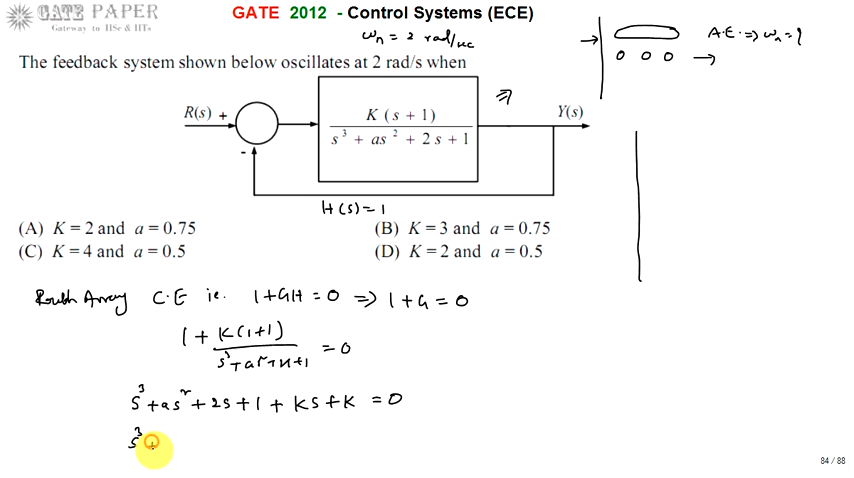 GATE PAPER
Gateway to IISc & IITs
GATE 2012 - Control Systems (ECE)
ωn = 2 rad/sec
A.E. ⇒ ωn = ?
The feedback system shown below oscillates at 2 rad/s when
R(s) +
K (s + 1)
s³ + as² + 2s + 1
Y(s)
-
H(s) = 1
(A) K = 2 and a = 0.75
(B) K = 3 and a = 0.75
(C) K = 4 and a = 0.5
(D) K = 2 and a = 0.5
Routh Array C.E ie. 1+GH = 0 ⇒ 1+G = 0
1 + K(s+1) / s³+as²+2s+1 = 0
s³ + as² + 2s + 1 + Ks + K = 0
s³ +
84 / 88